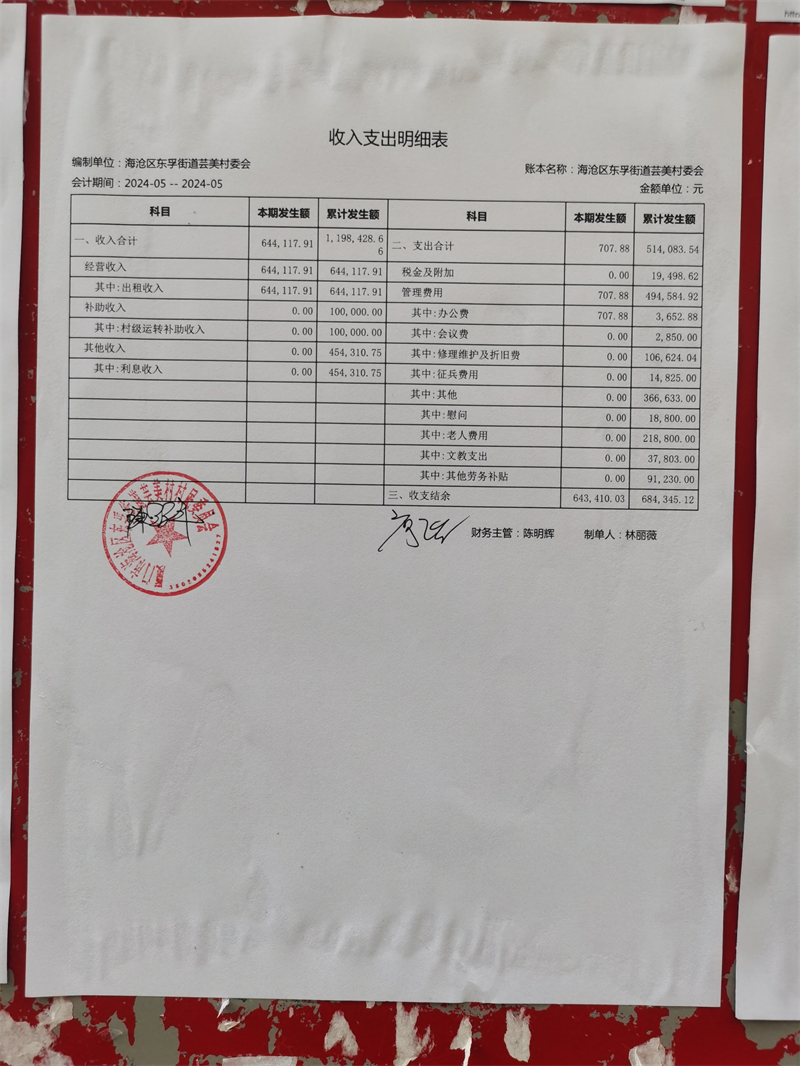 收入支出明细表
编制单位：海沧区东孚街道芸美村委会 账本名称：海沧区东孚街道芸美村委会
会计期间：2024-05 -- 2024-05 金额单位：元
科目 本期发生额 累计发生额 科目 本期发生额 累计发生额
一、收入合计 644,117.91 1,198,428.66 二、支出合计 707.88 514,083.54
经营收入 644,117.91 644,117.91 税金及附加 0.00 19,498.62
其中:出租收入 644,117.91 644,117.91 管理费用 707.88 494,584.92
补助收入 0.00 100,000.00 其中:办公费 707.88 3,652.88
其中:村级运转补助收入 0.00 100,000.00 其中:会议费 0.00 2,850.00
其他收入 0.00 454,310.75 其中:修理维护及折旧费 0.00 106,624.04
其中:利息收入 0.00 454,310.75 其中:征兵费用 0.00 14,825.00
其中:其他 0.00 366,633.00
其中:慰问 0.00 18,800.00
其中:老人费用 0.00 218,800.00
其中:文教支出 0.00 37,803.00
其中:其他劳务补贴 0.00 91,230.00
三、收支结余 643,410.03 684,345.12
财务主管：陈明辉 制单人：林丽薇